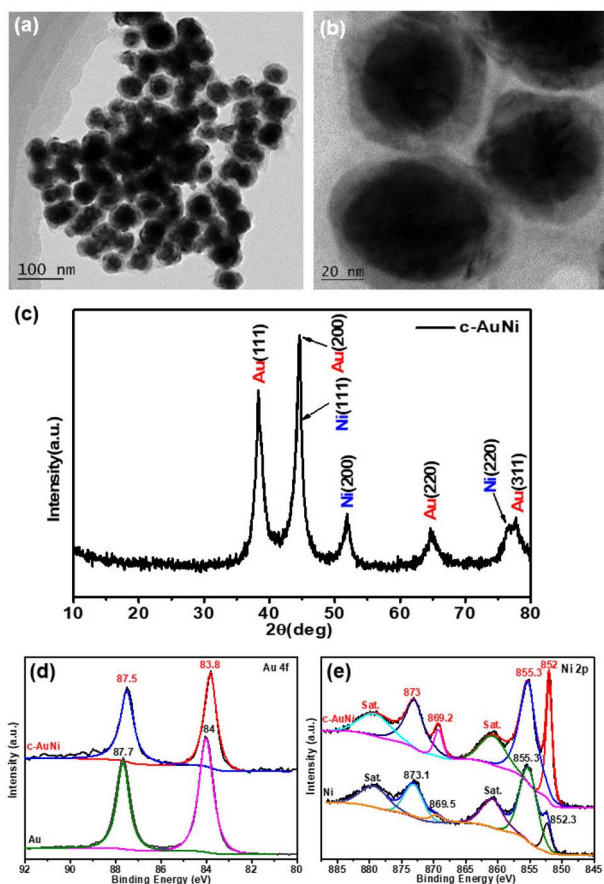 (a)
100 nm
(b)
20 nm
(c)
c-AuNi
Au(111)
Au(200)
Ni(111)
Ni(200)
Au(220)
Ni(220)
Au(311)
Intensity(a.u.)
10 20 30 40 50 60 70 80
2θ(deg)
(d)
Au 4f
87.5
83.8
c-AuNi
87.7
84
Au
Intensity (a.u.)
92 90 88 86 84 82 80
Binding Energy (eV)
(e)
Ni 2p
852
855.3
873
Sat.
869.2
Sat.
c-AuNi
855.3
873.1
Sat.
869.5
Sat.
852.3
Ni
Intensity (a.u.)
885 880 875 870 865 860 855 850 845
Binding Energy (eV)